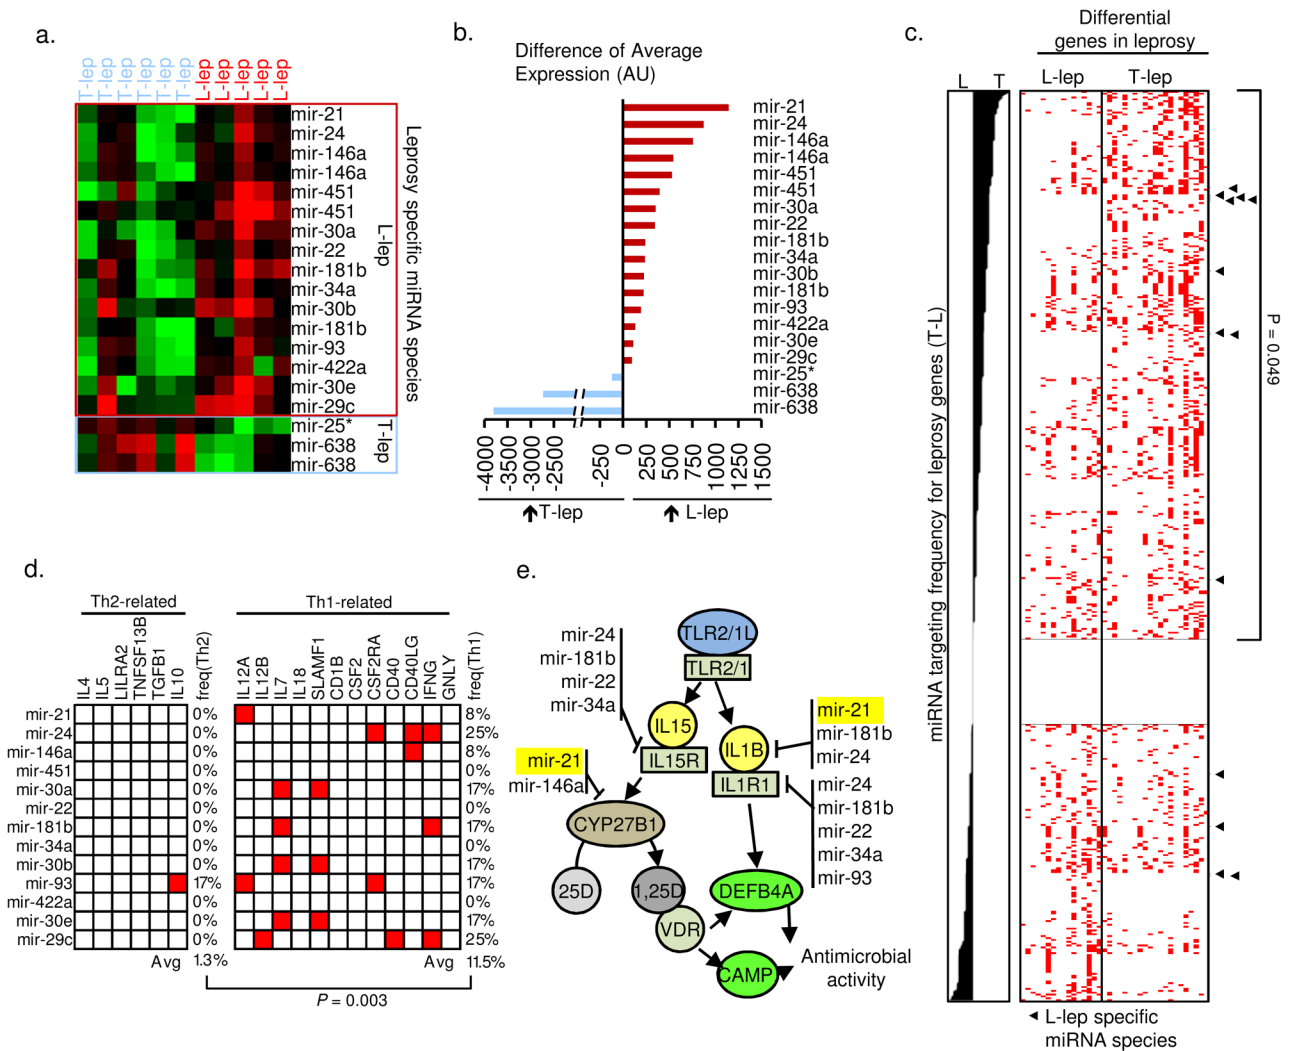 a.
T-lep
T-lep
T-lep
T-lep
T-lep
T-lep
L-lep
L-lep
L-lep
L-lep
L-lep
mir-21
mir-24
mir-146a
mir-146a
mir-451
mir-451
mir-30a
mir-22
mir-181b
mir-34a
mir-30b
mir-181b
mir-93
mir-422a
mir-30e
mir-29c
mir-25*
mir-638
mir-638
L-lep
T-lep
Leprosy specific miRNA species
b.
Difference of Average
Expression (AU)
mir-21
mir-24
mir-146a
mir-146a
mir-451
mir-451
mir-30a
mir-22
mir-181b
mir-34a
mir-30b
mir-181b
mir-93
mir-422a
mir-30e
mir-29c
mir-25*
mir-638
mir-638
-4000
-3500
-3000
-2500
-250
0
250
500
750
1000
1250
1500
T-lep
L-lep
c.
Differential
genes in leprosy
L T
L-lep T-lep
miRNA targeting frequency for leprosy genes (T-L)
P = 0.049
L-lep specific
miRNA species
d.
Th2-related
Th1-related
IL4
IL5
LILRA2
TNFSF13B
TGFB1
IL10
freq(Th2)
IL12A
IL12B
IL7
IL18
SLAMF1
CD1B
CSF2
CSF2RA
CD40
CD40LG
IFNG
GNLY
freq(Th1)
mir-21 0% 8%
mir-24 0% 25%
mir-146a 0% 8%
mir-451 0% 0%
mir-30a 0% 17%
mir-22 0% 0%
mir-181b 0% 17%
mir-34a 0% 0%
mir-30b 0% 17%
mir-93 17% 17%
mir-422a 0% 0%
mir-30e 0% 17%
mir-29c 0% 25%
Avg 1.3% Avg 11.5%
P = 0.003
e.
TLR2/1L
TLR2/1
mir-24
mir-181b
mir-22
mir-34a
IL15
IL15R
IL1B
IL1R1
mir-21
mir-181b
mir-24
mir-21
mir-146a
mir-24
mir-181b
mir-22
mir-34a
mir-93
CYP27B1
25D
1,25D
VDR
DEFB4A
CAMP
Antimicrobial
activity